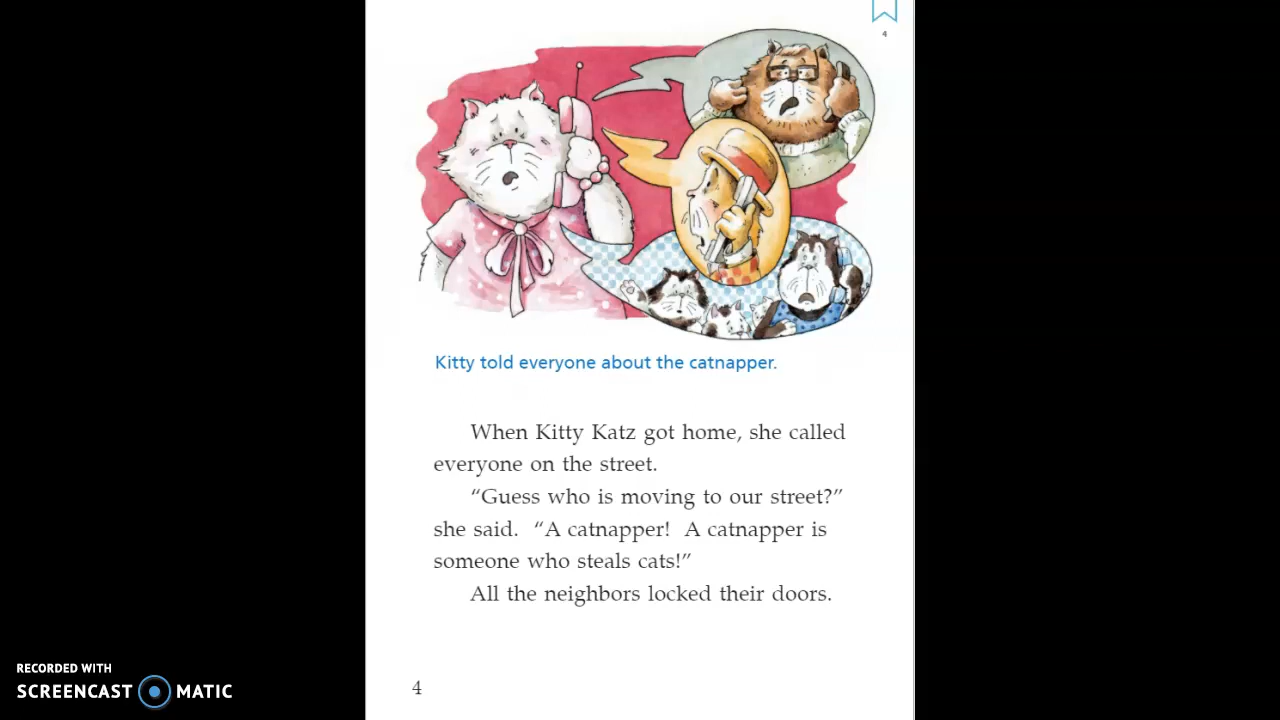 4
Kitty told everyone about the catnapper.
When Kitty Katz got home, she called
everyone on the street.
“Guess who is moving to our street?”
she said.  “A catnapper!  A catnapper is
someone who steals cats!”
All the neighbors locked their doors.
4
RECORDED WITH
SCREENCAST MATIC